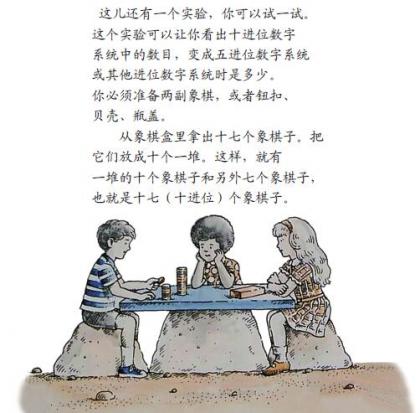 这儿还有一个实验，你可以试一试。
这个实验可以让你看出十进位数字
系统中的数目，变成五进位数字系统
或其他进位数字系统时是多少。
你必须准备两副象棋，或者钮扣、
贝壳、瓶盖。
从象棋盒里拿出十七个象棋子。把
它们放成十个一堆。这样，就有
一堆的十个象棋子和另外七个象棋子，
也就是十七（十进位）个象棋子。